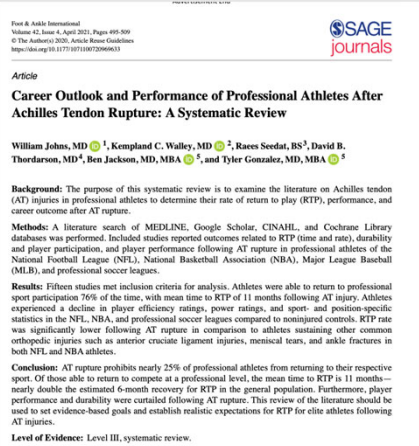 Foot & Ankle International
Volume 42, Issue 4, April 2021, Pages 495-509
© The Author(s) 2020, Article Reuse Guidelines
https://doi.org/10.1177/1071100720969633
SAGE
journals
Article
Career Outlook and Performance of Professional Athletes After
Achilles Tendon Rupture: A Systematic Review
William Johns, MD iD 1, Kempland C. Walley, MD iD 2, Raees Seedat, BS3, David B.
Thordarson, MD4, Ben Jackson, MD, MBA iD 5, and Tyler Gonzalez, MD, MBA iD 5
Background: The purpose of this systematic review is to examine the literature on Achilles tendon
(AT) injuries in professional athletes to determine their rate of return to play (RTP), performance, and
career outcome after AT rupture.
Methods: A literature search of MEDLINE, Google Scholar, CINAHL, and Cochrane Library
databases was performed. Included studies reported outcomes related to RTP (time and rate), durability
and player participation, and player performance following AT rupture in professional athletes of the
National Football League (NFL), National Basketball Association (NBA), Major League Baseball
(MLB), and professional soccer leagues.
Results: Fifteen studies met inclusion criteria for analysis. Athletes were able to return to professional
sport participation 76% of the time, with mean time to RTP of 11 months following AT injury. Athletes
experienced a decline in player efficiency ratings, power ratings, and sport- and position-specific
statistics in the NFL, NBA, and professional soccer leagues compared to noninjured controls. RTP rate
was significantly lower following AT rupture in comparison to athletes sustaining other common
orthopedic injuries such as anterior cruciate ligament injuries, meniscal tears, and ankle fractures in
both NFL and NBA athletes.
Conclusion: AT rupture prohibits nearly 25% of professional athletes from returning to their respective
sport. Of those able to return to compete at a professional level, the mean time to RTP is 11 months—
nearly double the estimated 6-month recovery for RTP in the general population. Furthermore, player
performance and durability were curtailed following AT rupture. This review of the literature should be
used to set evidence-based goals and establish realistic expectations for RTP for elite athletes following
AT injuries.
Level of Evidence: Level III, systematic review.